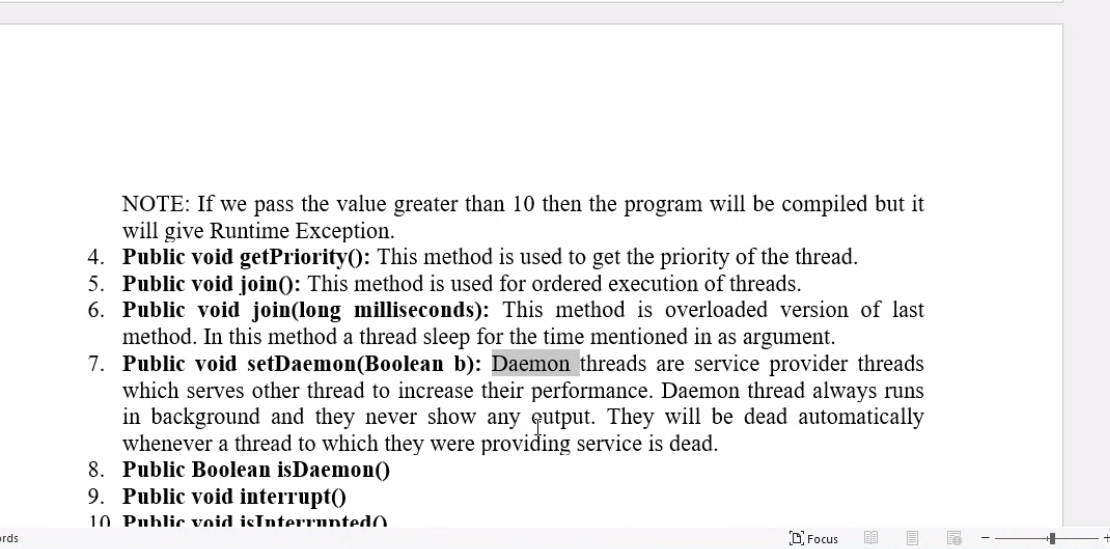 NOTE: If we pass the value greater than 10 then the program will be compiled but it
will give Runtime Exception.
4. Public void getPriority(): This method is used to get the priority of the thread.
5. Public void join(): This method is used for ordered execution of threads.
6. Public void join(long milliseconds): This method is overloaded version of last
method. In this method a thread sleep for the time mentioned in as argument.
7. Public void setDaemon(Boolean b): Daemon threads are service provider threads
which serves other thread to increase their performance. Daemon thread always runs
in background and they never show any output. They will be dead automatically
whenever a thread to which they were providing service is dead.
8. Public Boolean isDaemon()
9. Public void interrupt()
10. Public void isInterrupted()
ords Focus